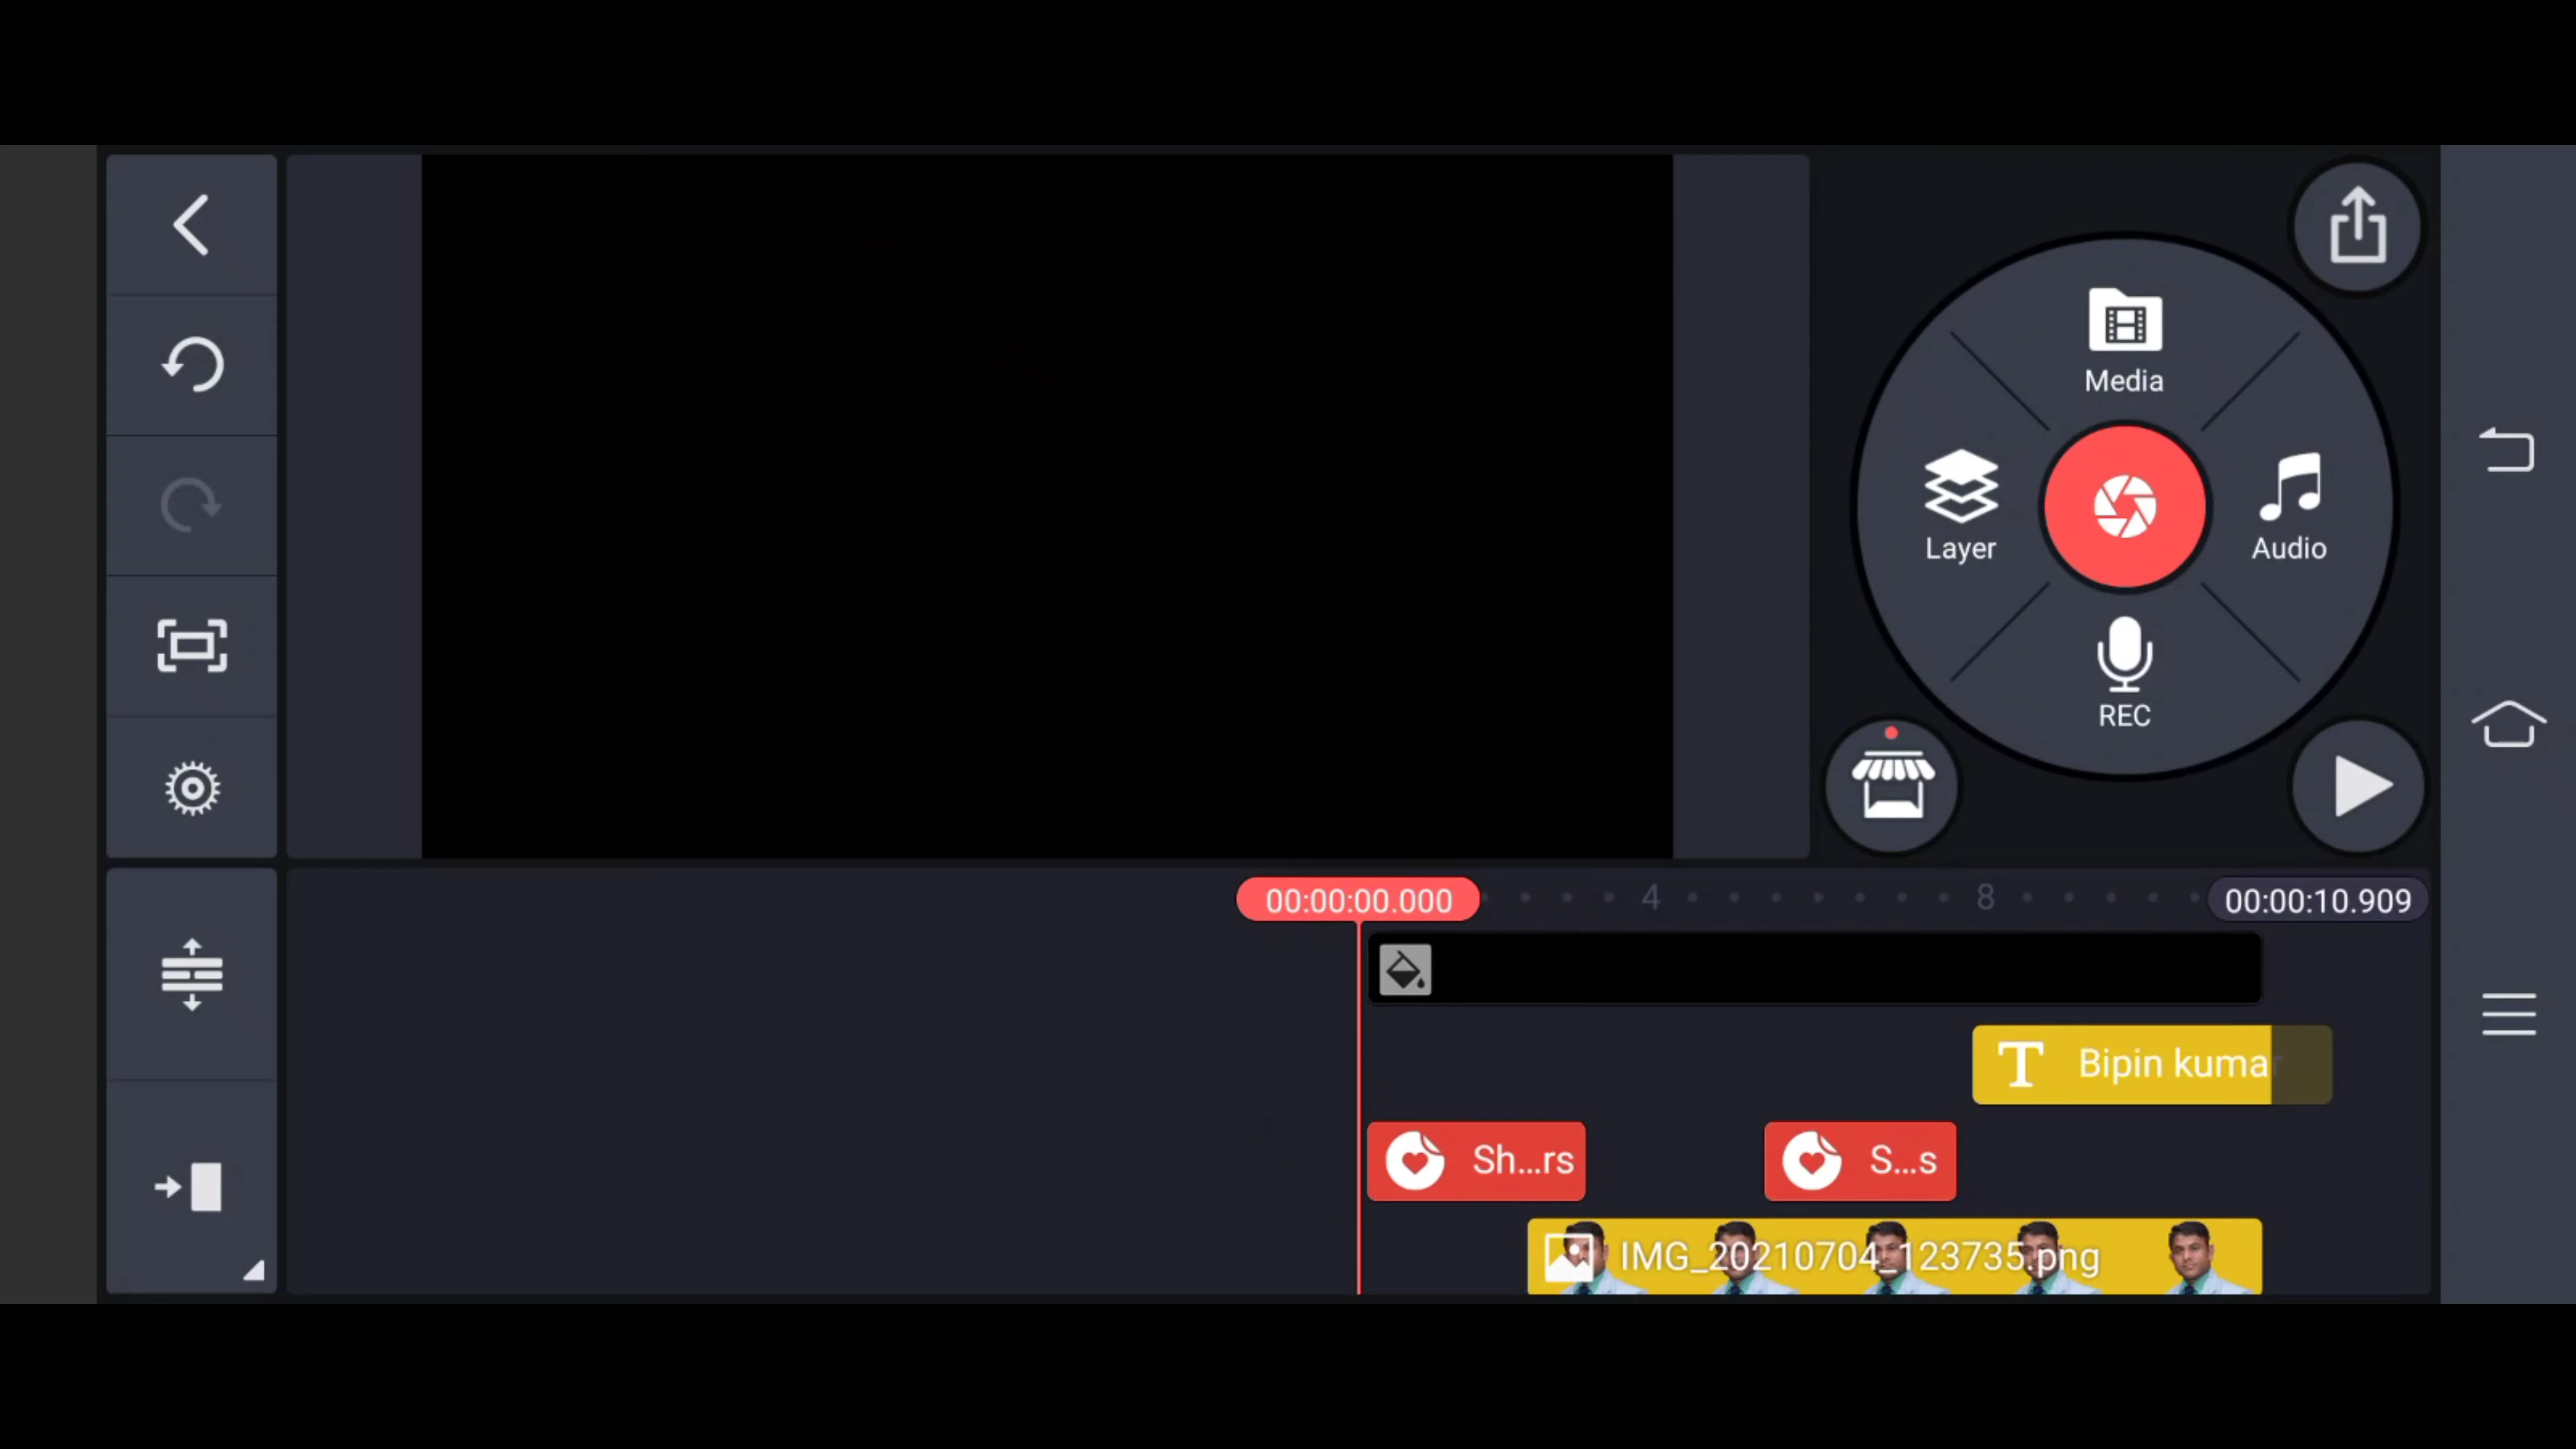 Media
Layer
Audio
REC
00:00:00.000
4
8
00:00:10.909
T Bipin kuma
Sh...rs
S...s
IMG_20210704_123735.png